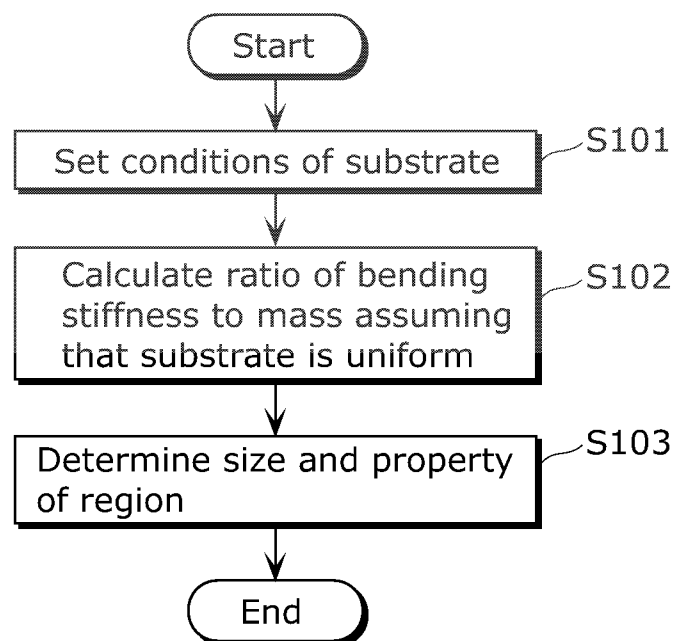 Start
Set conditions of substrate
S101
Calculate ratio of bending
stiffness to mass assuming
that substrate is uniform
S102
Determine size and property
of region
S103
End